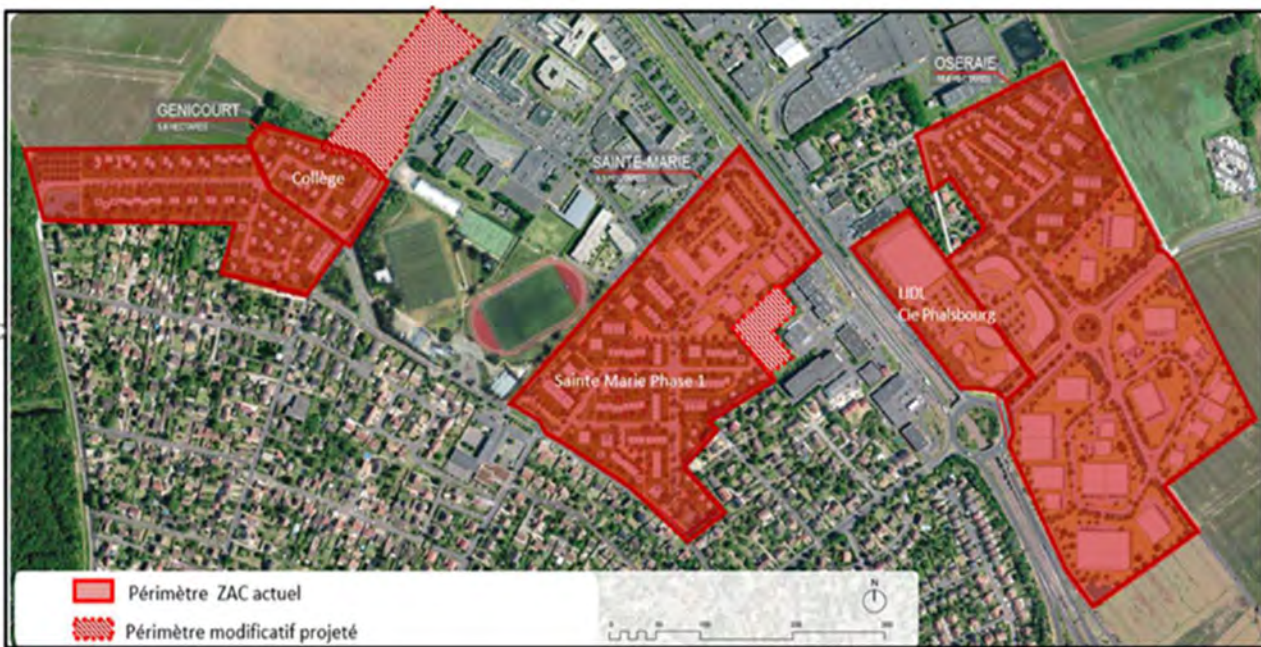 GENICOURT
Collège
SAINTE-MARIE
Sainte Marie Phase 1
OSERAIE
LIDL
Cie Phalsbourg
Périmètre ZAC actuel
Périmètre modificatif projeté
N